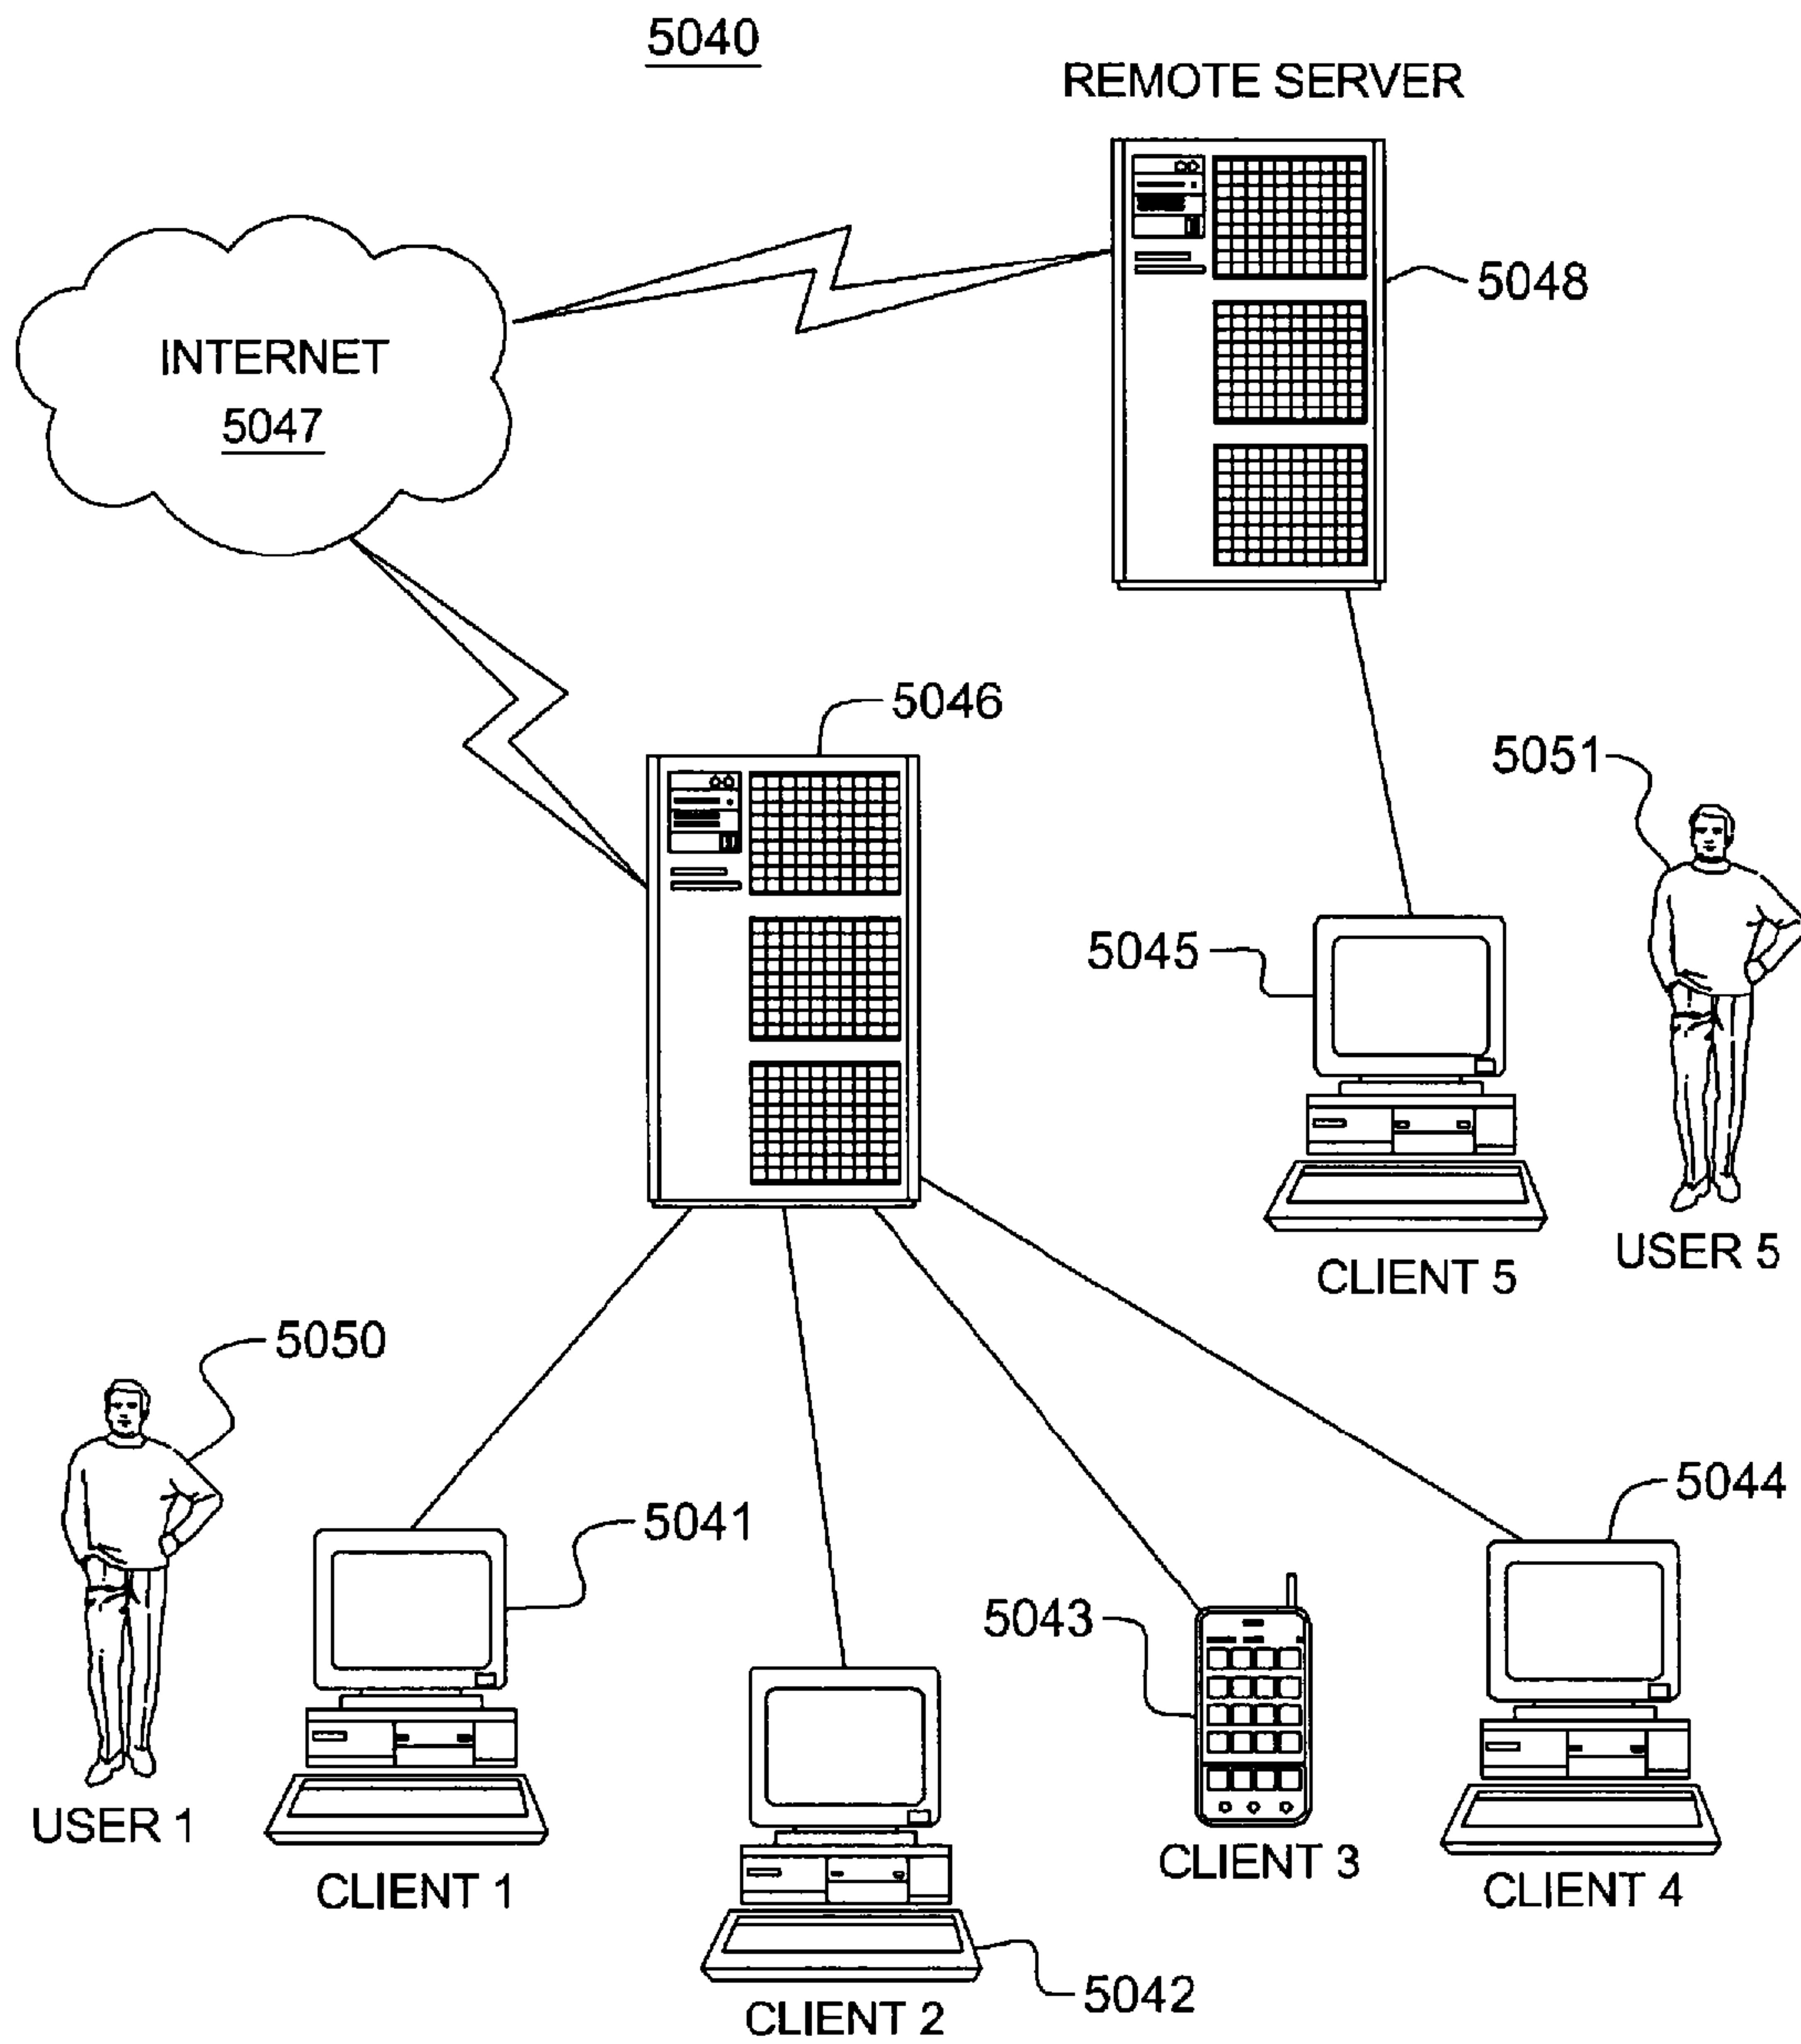 5040
REMOTE SERVER
5048
INTERNET
5047
5046
5051
5045
USER 5
CLIENT 5
5050
5044
5041
5043
USER 1
CLIENT 1
CLIENT 3
CLIENT 4
5042
CLIENT 2